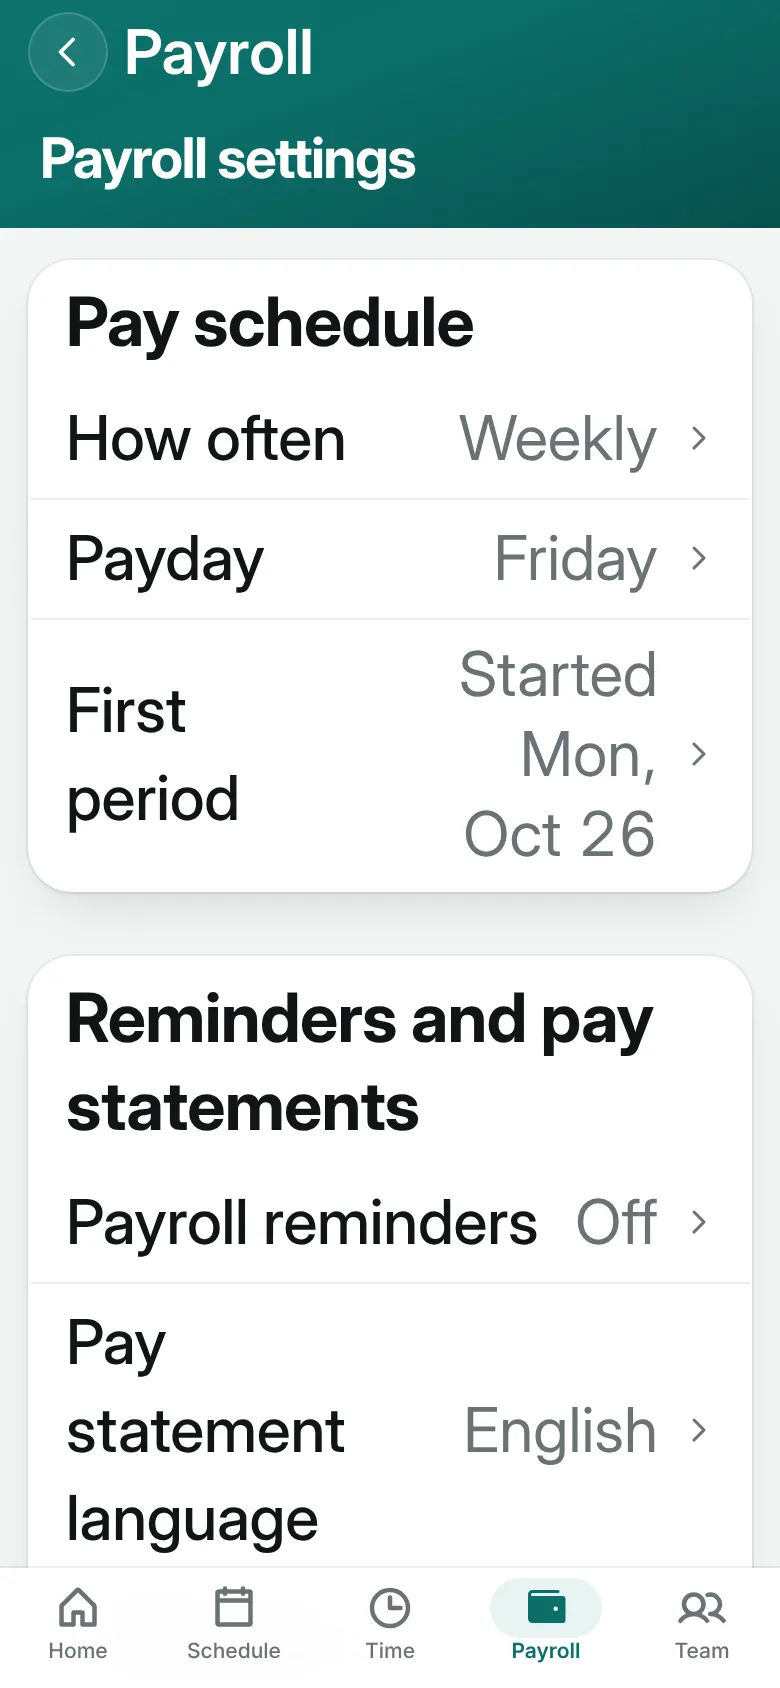 Payroll
Payroll settings
Pay schedule
How often Weekly
Payday Friday
First period Started
Mon,
Oct 26
Reminders and pay
statements
Payroll reminders Off
Pay
statement
language English
Home Schedule Time Payroll Team